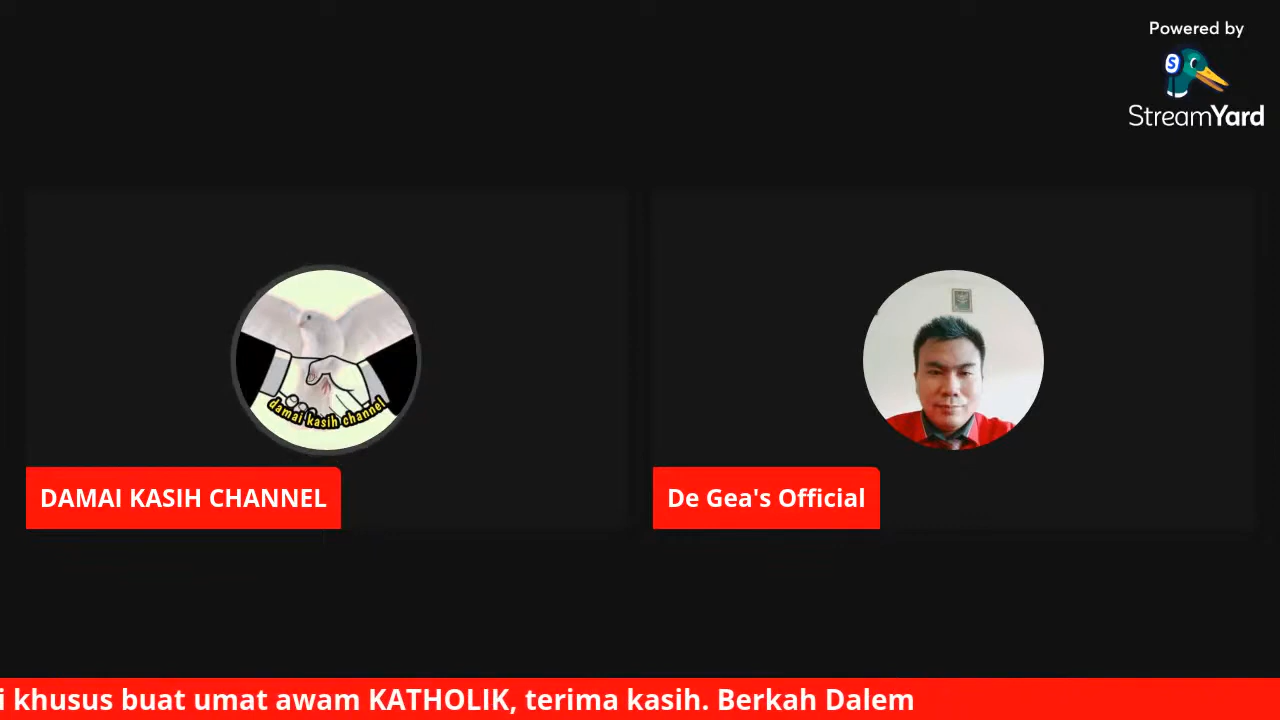 Powered by
S
StreamYard
damai kasih channel
DAMAI KASIH CHANNEL
De Gea's Official
i khusus buat umat awam KATHOLIK, terima kasih. Berkah Dalem